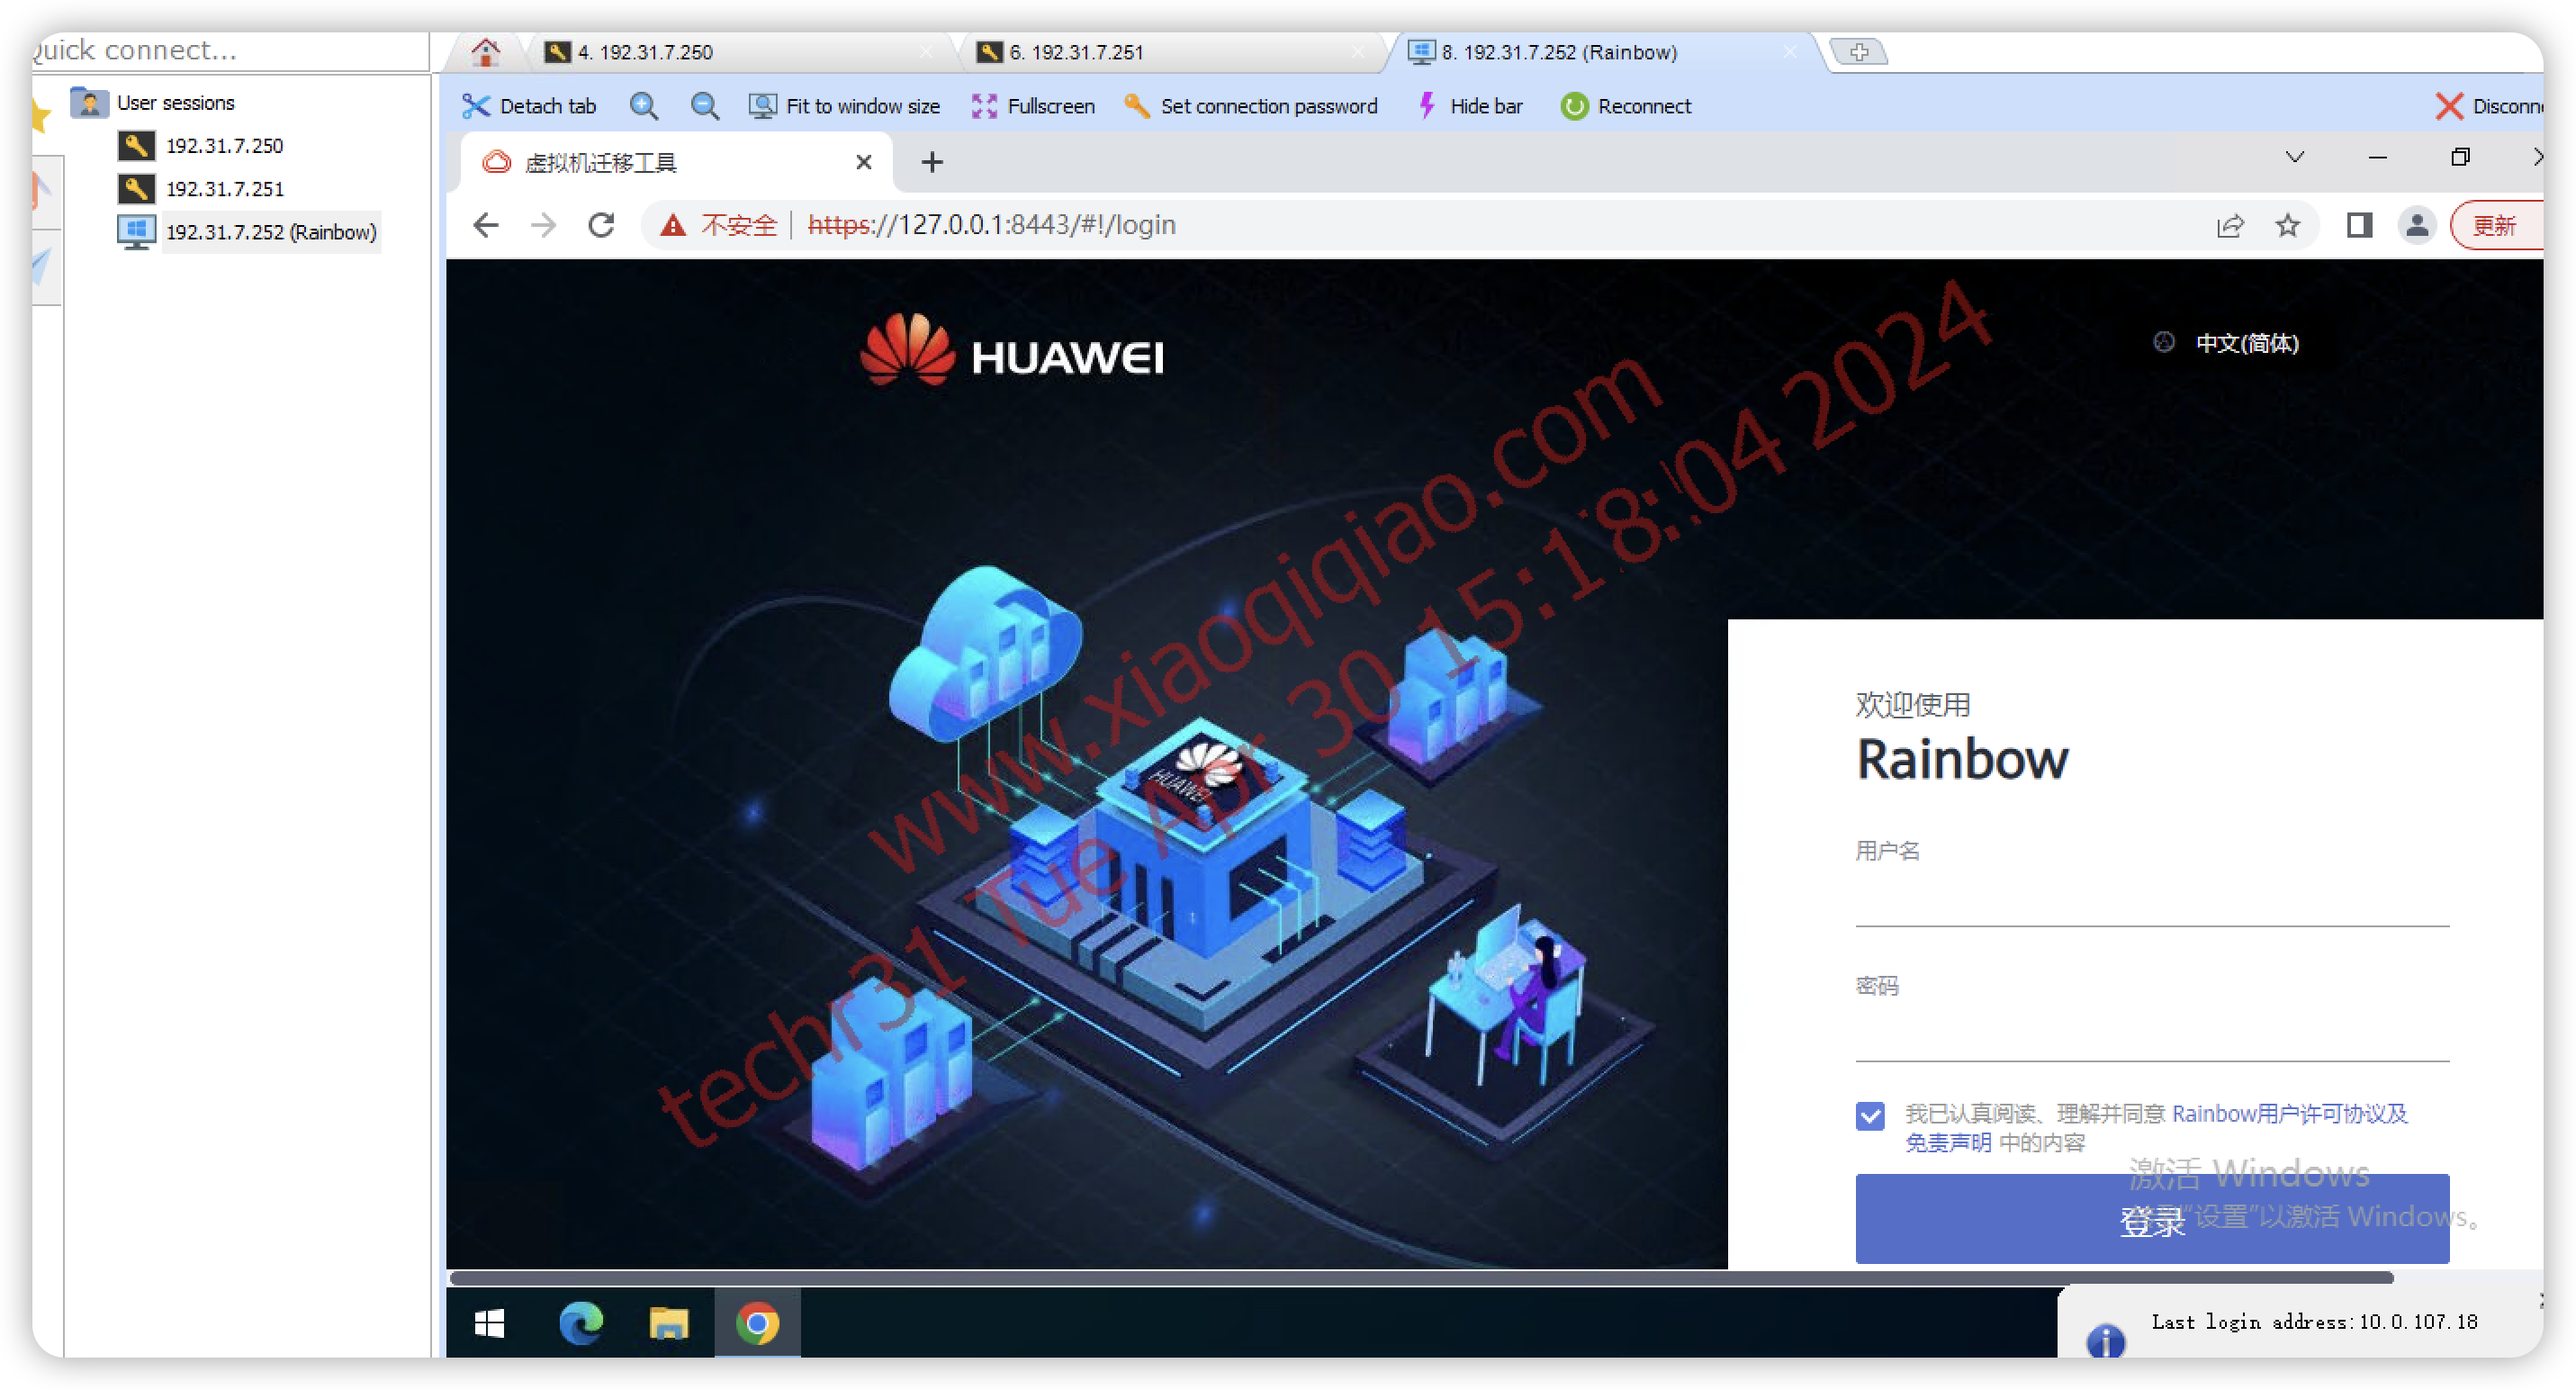 Quick connect...
4. 192.31.7.250
6. 192.31.7.251
8. 192.31.7.252 (Rainbow)
User sessions
192.31.7.250
192.31.7.251
192.31.7.252 (Rainbow)
Detach tab
Fit to window size
Fullscreen
Set connection password
Hide bar
Reconnect
Disconne
虚拟机迁移工具
不安全
https://127.0.0.1:8443/#!/login
更新
HUAWEI
中文(简体)
www.xiaoqiqiao.com
techr31 Tue Apr 30 15:18:04 2024
HUAWEI
欢迎使用
Rainbow
用户名
密码
我已认真阅读、理解并同意 Rainbow用户许可协议及
免责声明 中的内容
激活 Windows
转到"设置"以激活 Windows。
登录
Last login address:10.0.107.18